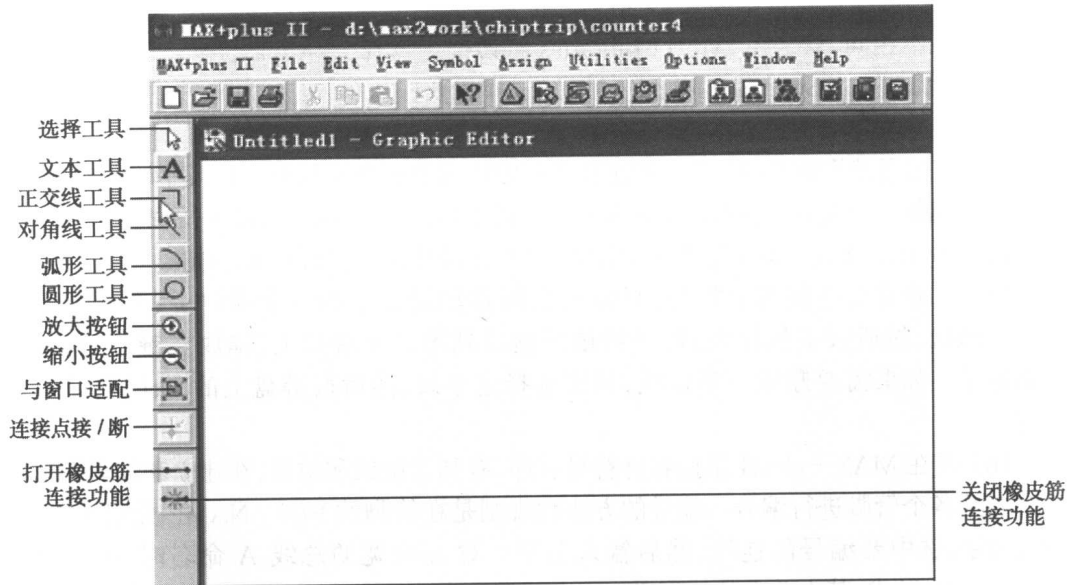 MAX+plus II - d:\max2work\chiptrip\counter4
MAX+plus II File Edit View Symbol Assign Utilities Options Window Help
Untitled1 - Graphic Editor
选择工具
文本工具
A
正交线工具
对角线工具
弧形工具
圆形工具
放大按钮
缩小按钮
与窗口适配
连接点接/断
打开橡皮筋
连接功能
关闭橡皮筋
连接功能